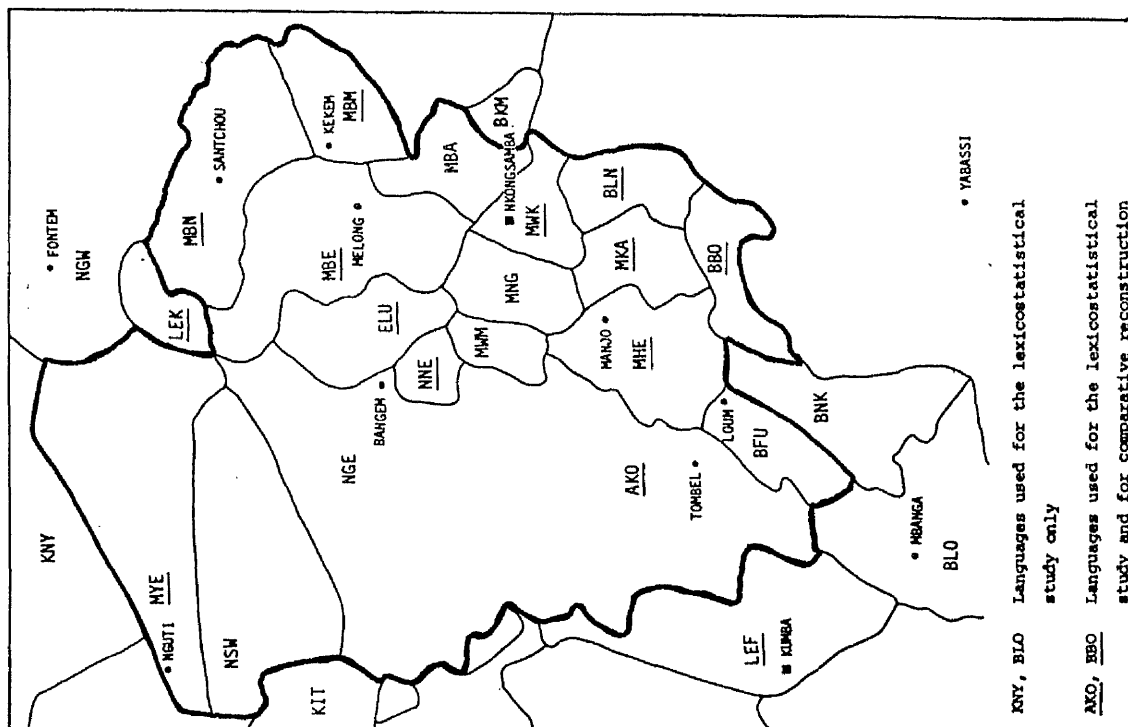 FONTEM
NGW
SANTCHOU
MBN
KEKEM
MBM
LEK
MBE
MELONG
MBA
BKM
NKONGSAMBA
MWK
BLN
ELU
MNG
MKA
BBO
NNE
MWM
BANGEM
MANJO
MHE
KNY
NGE
AKO
LOUM
BFU
BNK
TOMBEL
YABASSI
MYE
NGUTI
NSW
KIT
LEF
KUMBA
MBANGA
BLO
KNY, BLO Languages used for the lexicostatistical
study only
AKO, BBO Languages used for the lexicostatistical
study and for comparative reconstruction